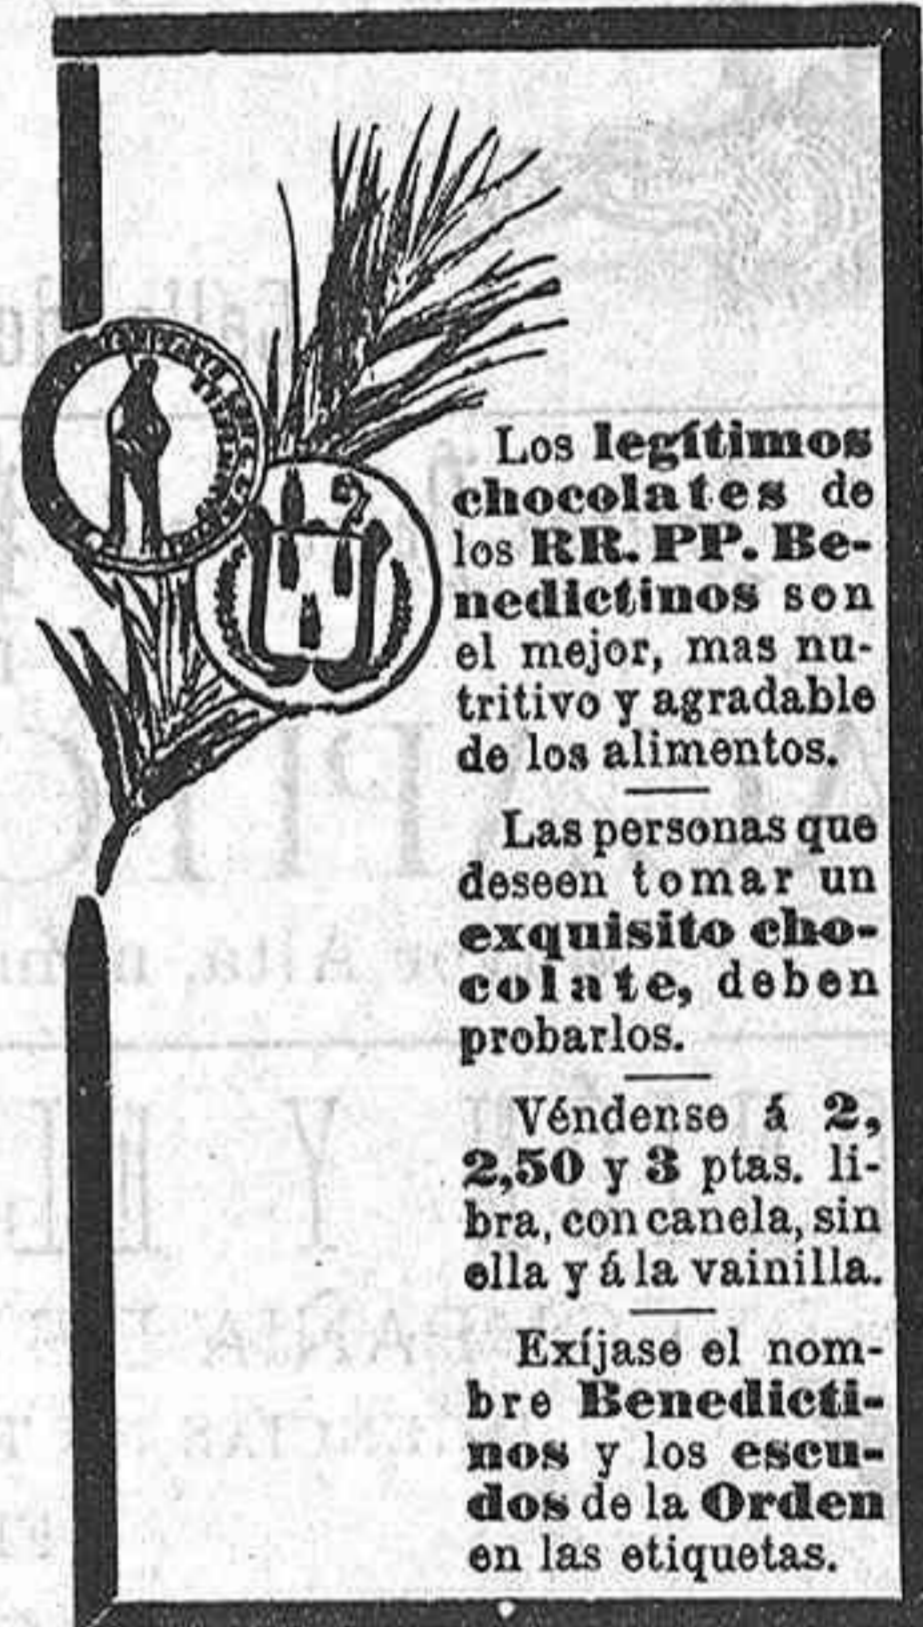 Los legítimos
chocolates de
los RR. PP. Be-
nedictinos son
el mejor, mas nu-
tritivo y agradable
de los alimentos.
Las personas que
deseen tomar un
exquisito cho-
colate, deben
probarlos.
Véndense á 2,
2,50 y 3 ptas. li-
bra, con canela, sin
ella y á la vainilla.
Exíjase el nom-
bre Benedicti-
nos y los escu-
dos de la Orden
en las etiquetas.